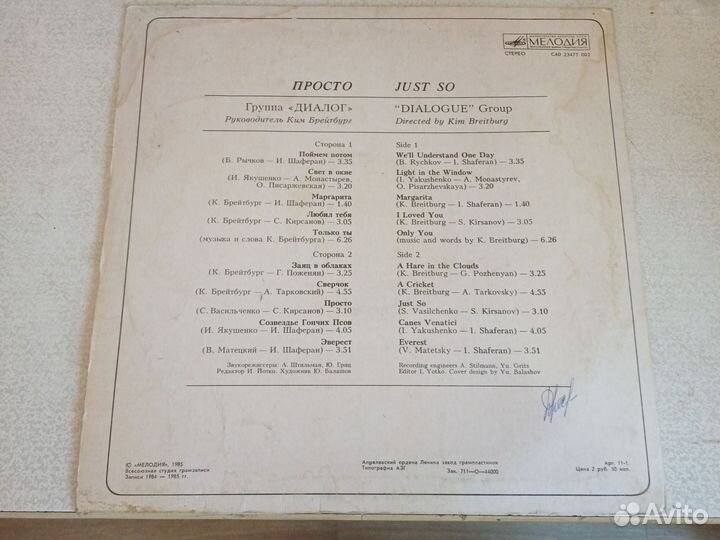 МЕЛОДИЯ
СТЕРЕО С60 23477 002
ПРОСТО
Группа «ДИАЛОГ»
Руководитель Ким Брейтбург
Сторона 1
Поймем потом
(Б. Рычков — И. Шаферан) — 3.35
Свет в окне
(И. Якушенко — А. Монастырев,
О. Писаржевская) — 3.20
Маргарита
(К. Брейтбург — И. Шаферан) — 1.40
Любил тебя
(К. Брейтбург — С. Кирсанов) — 3.05
Только ты
(музыка и слова К. Брейтбурга) — 6.26
Сторона 2
Заяц в облаках
(К. Брейтбург — Г. Поженян) — 3.25
Сверчок
(К. Брейтбург — А. Тарковский) — 4.55
Просто
(С. Васильченко — С. Кирсанов) — 3.10
Созвездье Гончих Псов
(И. Якушенко — И. Шаферан) — 4.05
Эверест
(В. Матецкий — И. Шаферан) — 3.51
Звукорежиссеры: А. Штильман, Ю. Гриц
Редактор И. Йотко. Художник Ю. Балашов
JUST SO
“DIALOGUE” Group
Directed by Kim Breitburg
Side 1
We'll Understand One Day
(B. Rychkov — I. Shaferan) — 3.35
Light in the Window
(I. Yakushenko — A. Monastyrev,
O. Pisarzhevskaya) — 3.20
Margarita
(K. Breitburg — I. Shaferan) — 1.40
I Loved You
(K. Breitburg — S. Kirsanov) — 3.05
Only You
(music and words by K. Breitburg) — 6.26
Side 2
A Hare in the Clouds
(K. Breitburg — G. Pozhenyan) — 3.25
A Cricket
(K. Breitburg — A. Tarkovsky) — 4.55
Just So
(S. Vasilchenko — S. Kirsanov) — 3.10
Canes Venatici
(I. Yakushenko — I. Shaferan) — 4.05
Everest
(V. Matetsky — I. Shaferan) — 3.51
Recording engineers A. Stilmann, Yu. Grits
Editor I. Yotko. Cover design by Yu. Balashov
© «МЕЛОДИЯ», 1985
Всесоюзная студия грамзаписи
Записи 1984 — 1985 гг.
Апрелевский ордена Ленина завод грампластинок
Типография АЗГ Зак. 711—О—44000
Арт. 11-1.
Цена 2 руб. 50 коп.
Avito